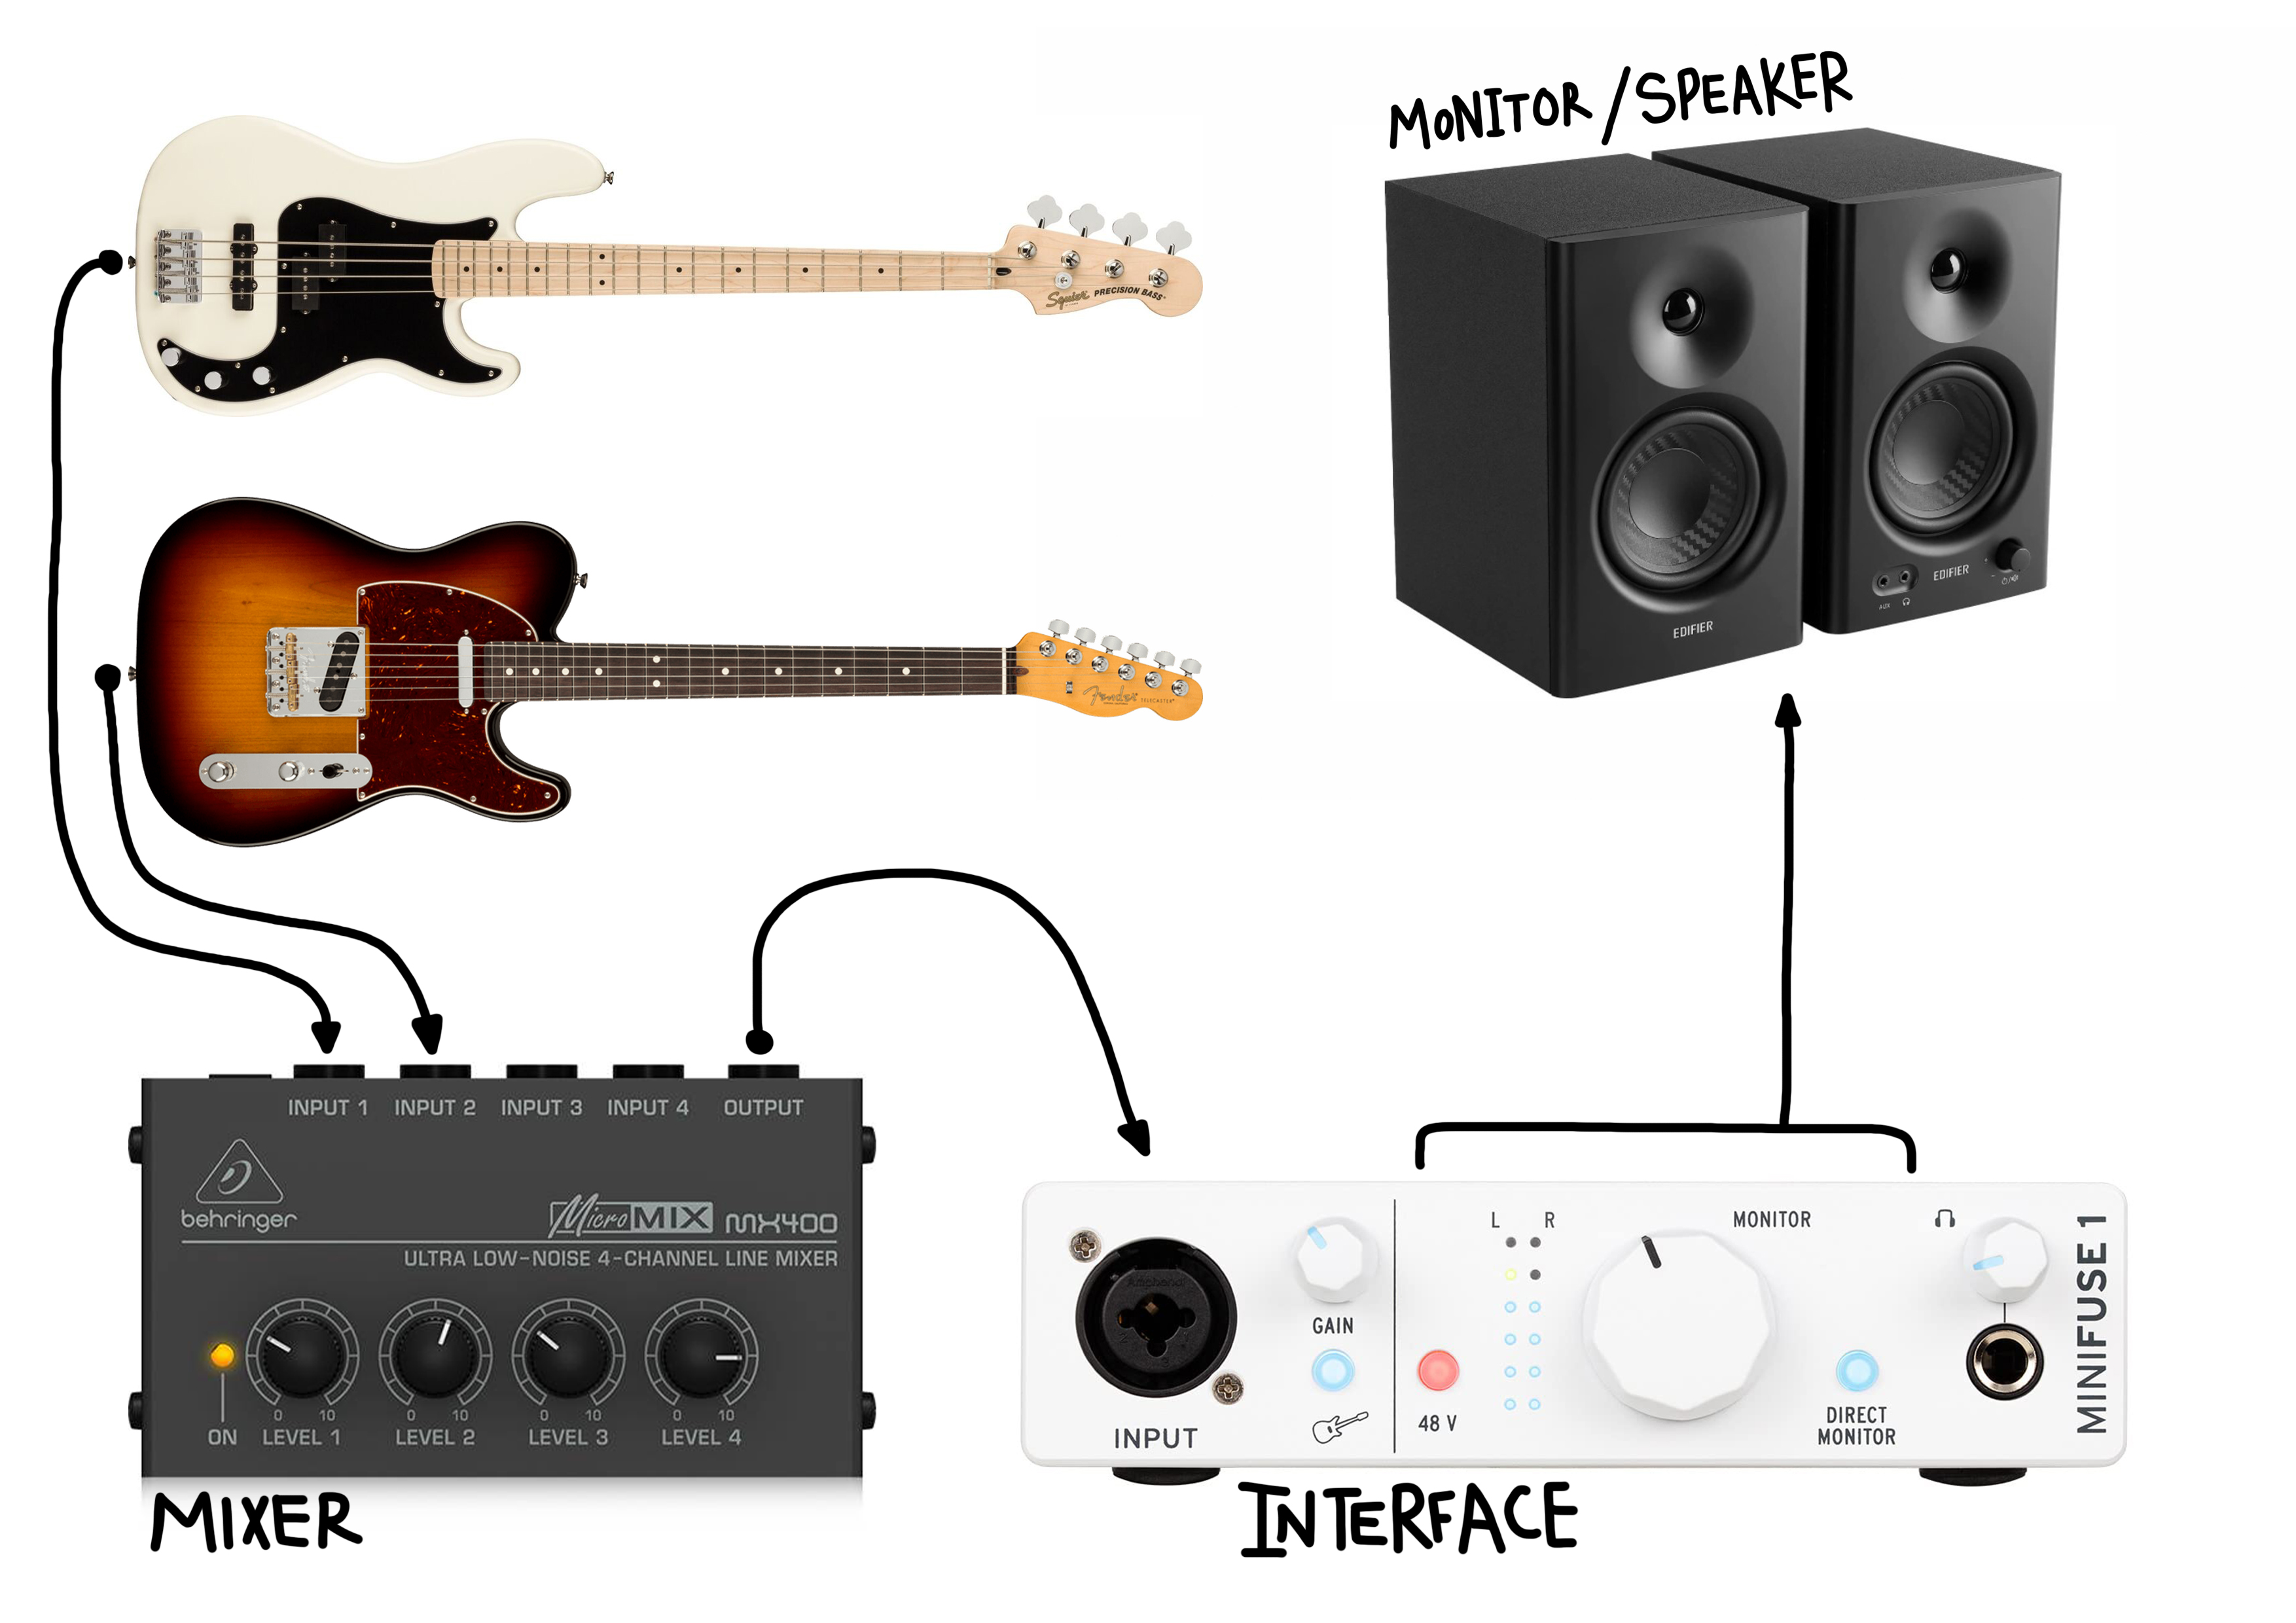 MONITOR/SPEAKER
Squier PRECISION BASS
EDIFIER
AUX
EDIFIER
Fender TELECASTER
INPUT 1 INPUT 2 INPUT 3 INPUT 4 OUTPUT
behringer
MicroMIX MX400
ULTRA LOW-NOISE 4-CHANNEL LINE MIXER
0 10 0 10 0 10 0 10
ON LEVEL 1 LEVEL 2 LEVEL 3 LEVEL 4
MIXER
L R MONITOR
Amphenol
GAIN
INPUT
48 V
DIRECT
MONITOR
MINIFUSE 1
INTERFACE